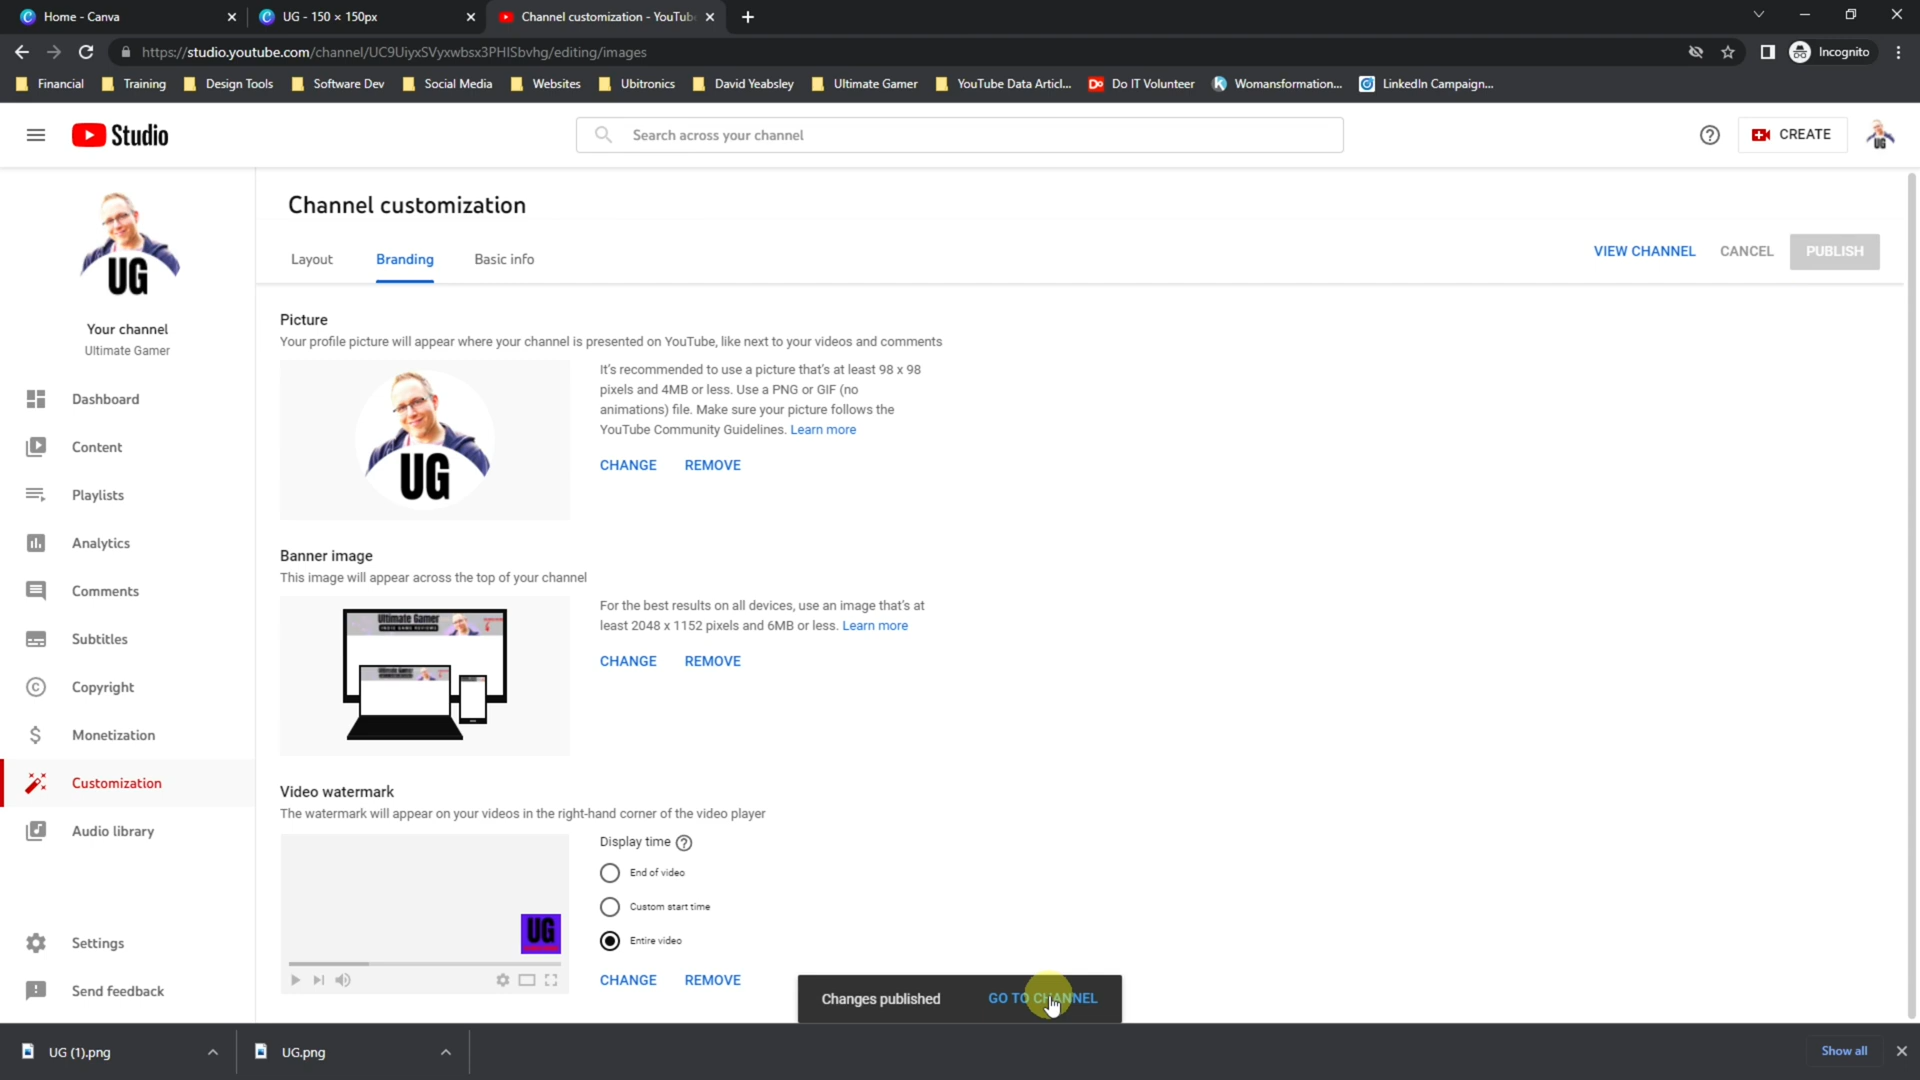 Home - Canva
UG - 150 × 150px
Channel customization - YouTub
https://studio.youtube.com/channel/UC9UiyxSVyxwbsx3PHISbvhg/editing/images
Incognito
Financial
Training
Design Tools
Software Dev
Social Media
Websites
Ubitronics
David Yeabsley
Ultimate Gamer
YouTube Data Articl...
Do
Do IT Volunteer
Womansformation...
LinkedIn Campaign...
Studio
Search across your channel
CREATE
UG
UG
Your channel
Ultimate Gamer
Dashboard
Content
Playlists
Analytics
Comments
Subtitles
Copyright
Monetization
Customization
Audio library
Settings
Send feedback
Channel customization
Layout
Branding
Basic info
VIEW CHANNEL
CANCEL
PUBLISH
Picture
Your profile picture will appear where your channel is presented on YouTube, like next to your videos and comments
UG
It's recommended to use a picture that's at least 98 x 98
pixels and 4MB or less. Use a PNG or GIF (no
animations) file. Make sure your picture follows the
YouTube Community Guidelines. Learn more
CHANGE
REMOVE
Banner image
This image will appear across the top of your channel
Ultimate Gamer
INDIE GAME REVIEWS
Ultimate Gamer
For the best results on all devices, use an image that's at
least 2048 x 1152 pixels and 6MB or less. Learn more
CHANGE
REMOVE
Video watermark
The watermark will appear on your videos in the right-hand corner of the video player
UG
Display time
End of video
Custom start time
Entire video
CHANGE
REMOVE
Changes published
GO TO CHANNEL
UG (1).png
UG.png
Show all